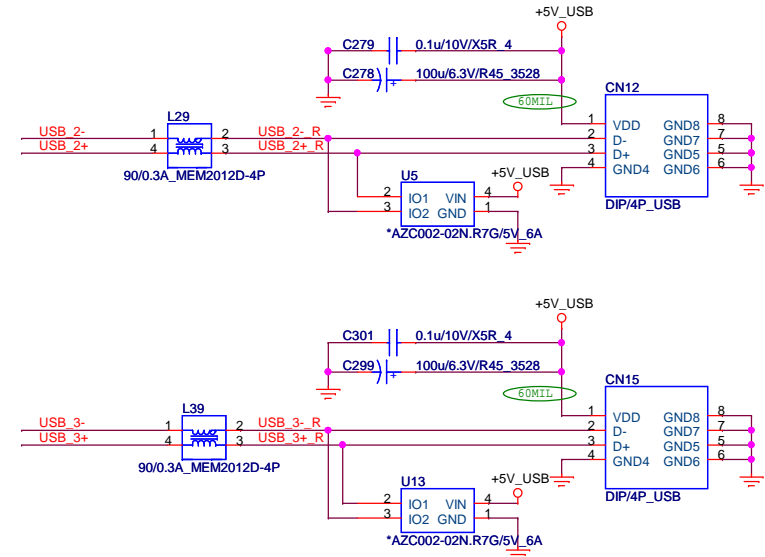 +5V_USB
C279 0.1u/10V/X5R_4
C278 + 100u/6.3V/R45_3528
60MIL
CN12
L29
USB_2- 1 2 USB_2-_R
USB_2+ 4 3 USB_2+_R
90/0.3A_MEM2012D-4P
1 VDD GND8 8
2 D- GND7 7
3 D+ GND5 5
4 GND4 GND6 6
DIP/4P_USB
U5
+5V_USB
2 IO1 VIN 4
3 IO2 GND 1
*AZC002-02N.R7G/5V_6A
+5V_USB
C301 0.1u/10V/X5R_4
C299 + 100u/6.3V/R45_3528
60MIL
CN15
L39
USB_3- 1 2 USB_3-_R
USB_3+ 4 3 USB_3+_R
90/0.3A_MEM2012D-4P
1 VDD GND8 8
2 D- GND7 7
3 D+ GND5 5
4 GND4 GND6 6
DIP/4P_USB
U13
+5V_USB
2 IO1 VIN 4
3 IO2 GND 1
*AZC002-02N.R7G/5V_6A